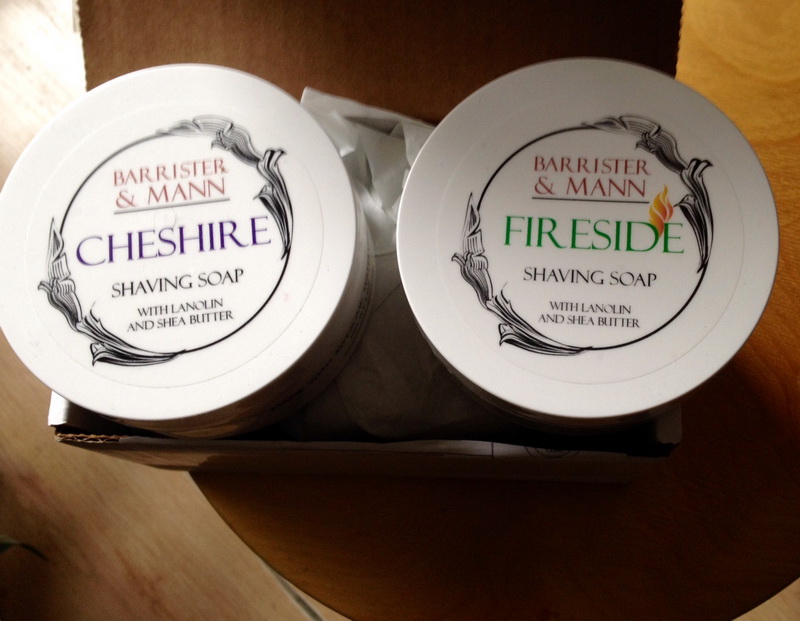 BARRISTER
& MANN
CHESHIRE
SHAVING SOAP
WITH LANOLIN
AND SHEA BUTTER
BARRISTER
& MANN
FIRESIDE
SHAVING SOAP
WITH LANOLIN
AND SHEA BUTTER